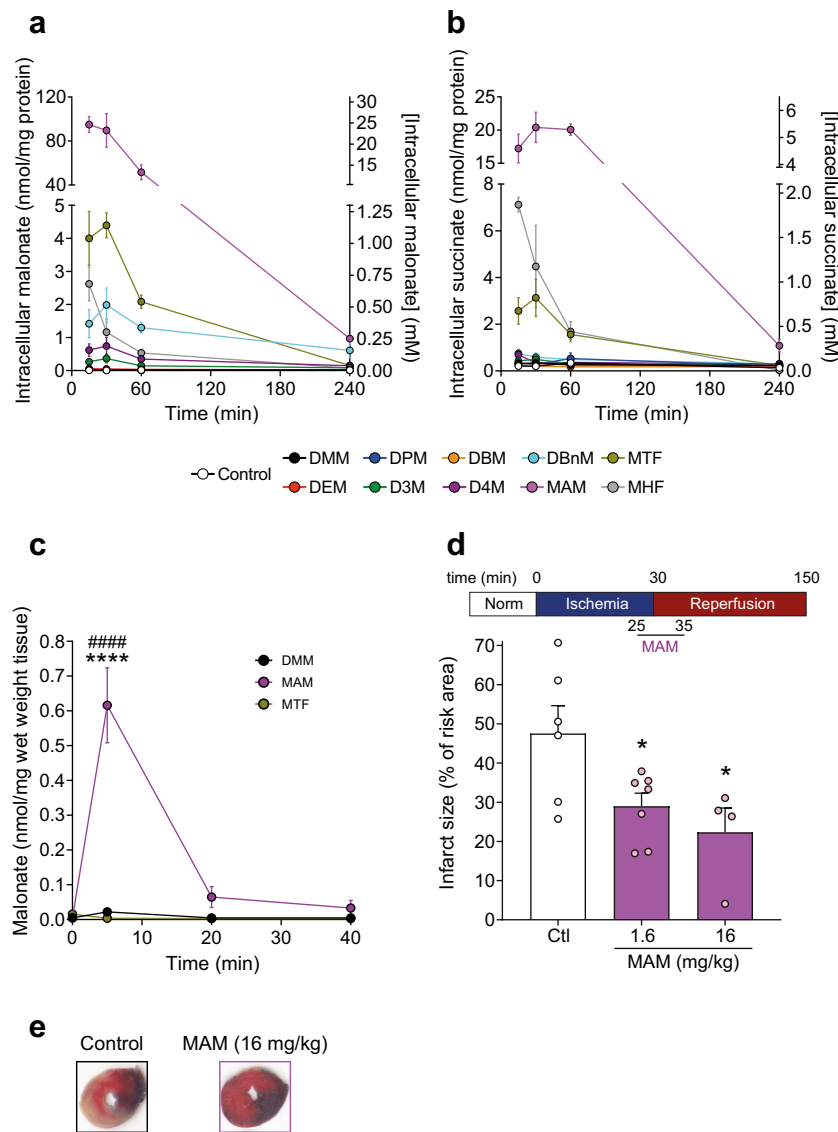 a
Intracellular malonate (nmol/mg protein)
120
100
80
60
40
5
4
3
2
1
0
30
25
20
15
1.25
1.00
0.75
0.50
0.25
0.00
[Intracellular malonate] (mM)
0 60 120 180 240
Time (min)
b
Intracellular succinate (nmol/mg protein)
25
20
15
10
8
6
4
2
0
6
5
4
2.0
1.5
1.0
0.5
0.0
[Intracellular succinate] (mM)
0 60 120 180 240
Time (min)
Control
DMM DPM DBM DBnM MTF
DEM D3M D4M MAM MHF
c
Malonate (nmol/mg wet weight tissue)
0.8
0.7
0.6
0.5
0.4
0.3
0.2
0.1
0.0
####
****
DMM
MAM
MTF
0 10 20 30 40
Time (min)
d
time (min) 0 30 150
Norm Ischemia Reperfusion
25 35
MAM
Infarct size (% of risk area)
70
60
50
40
30
20
10
0
* *
Ctl 1.6 16
MAM (mg/kg)
e
Control MAM (16 mg/kg)